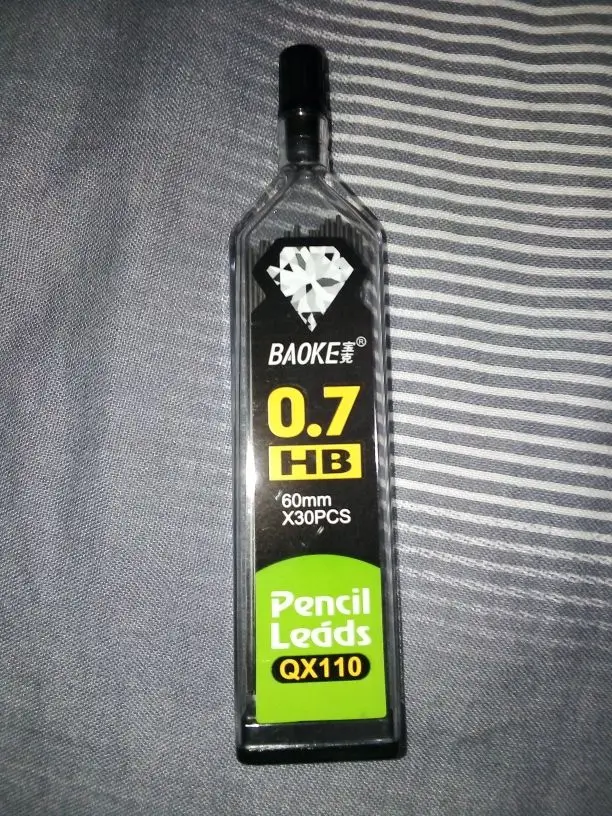 BAOKE宝克®
0.7
HB
60mm
X30PCS
Pencil
Leáds
QX110